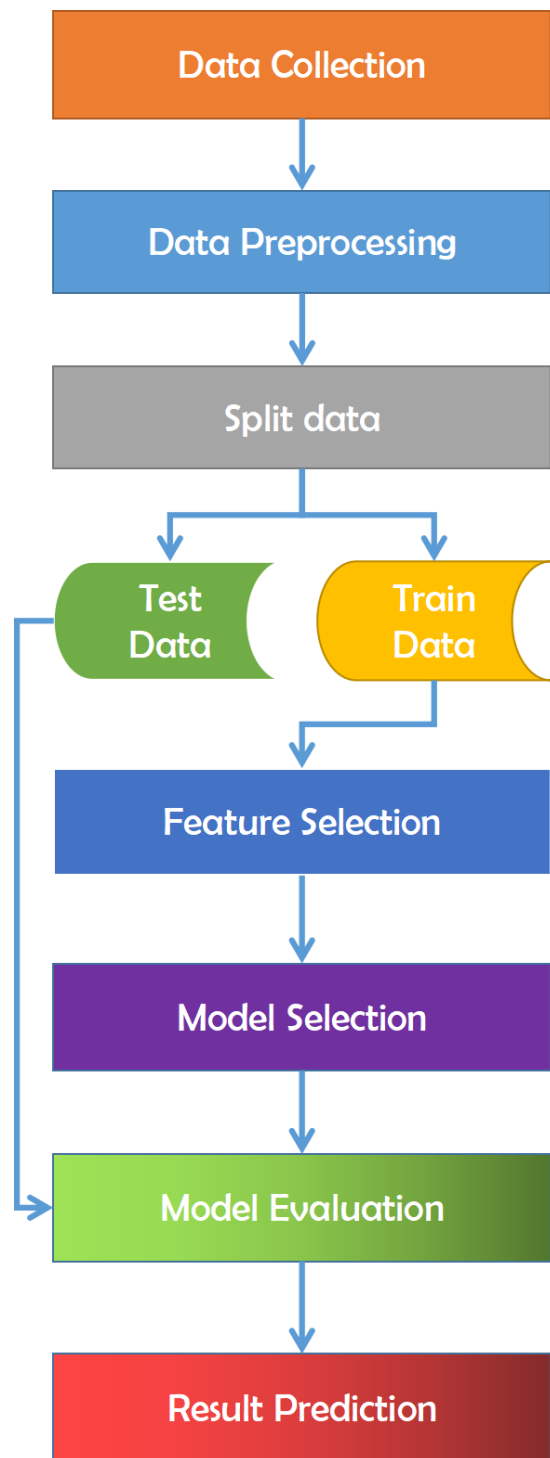 Data Collection
Data Preprocessing
Split data
Test
Data
Train
Data
Feature Selection
Model Selection
Model Evaluation
Result Prediction